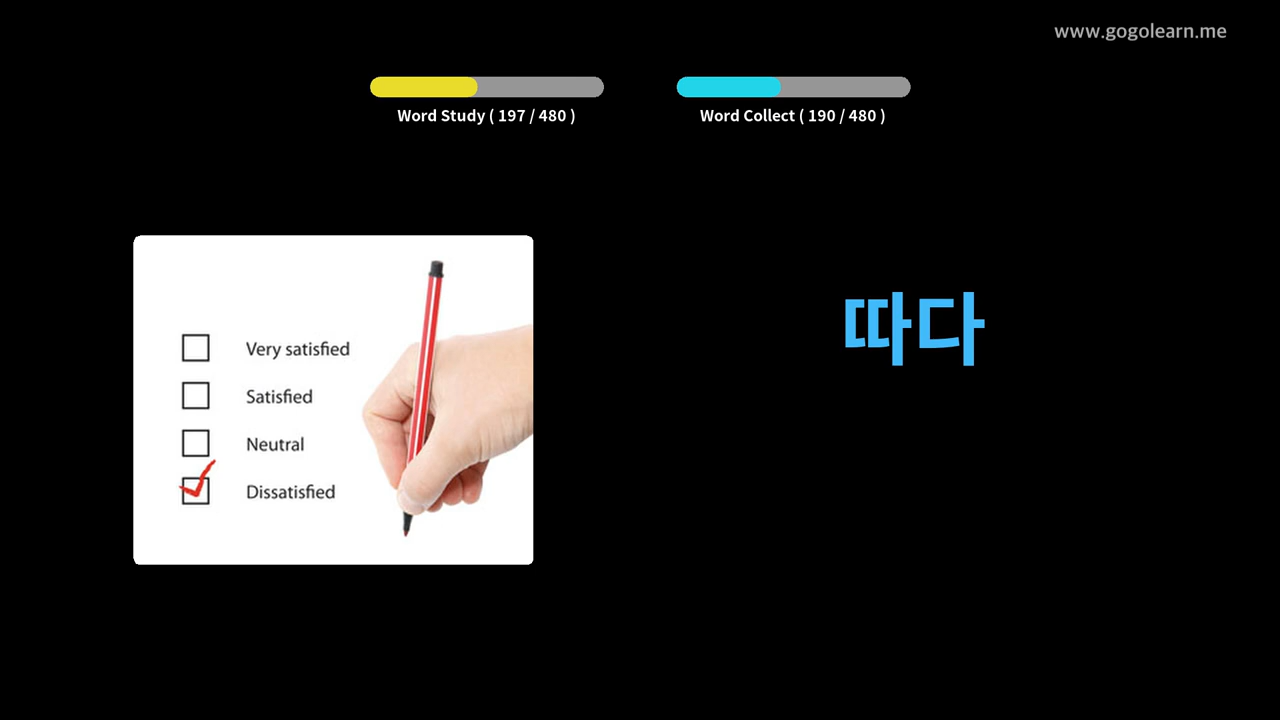 www.gogolearn.me
Word Study ( 197 / 480 )
Word Collect ( 190 / 480 )
Very satisfied
Satisfied
Neutral
Dissatisfied
따다